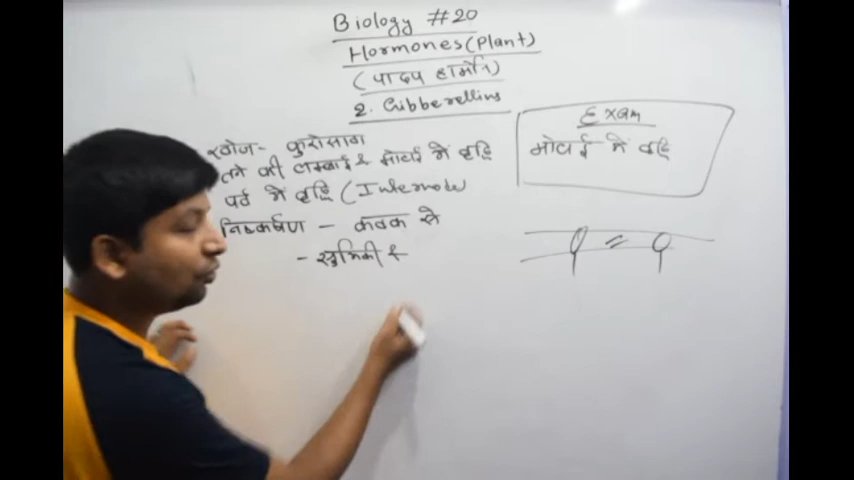 Biology #20
Hormones (Plant)
(पादप हार्मोन)
2. Gibberellins
खोज - कुरोसावा
तने की लम्बाई & मोटाई में वृद्धि
पर्व में वृद्धि (Internode
निष्कर्षण - कवक से
- सुषुप्ति &
Exam
मोटाई में वृद्धि